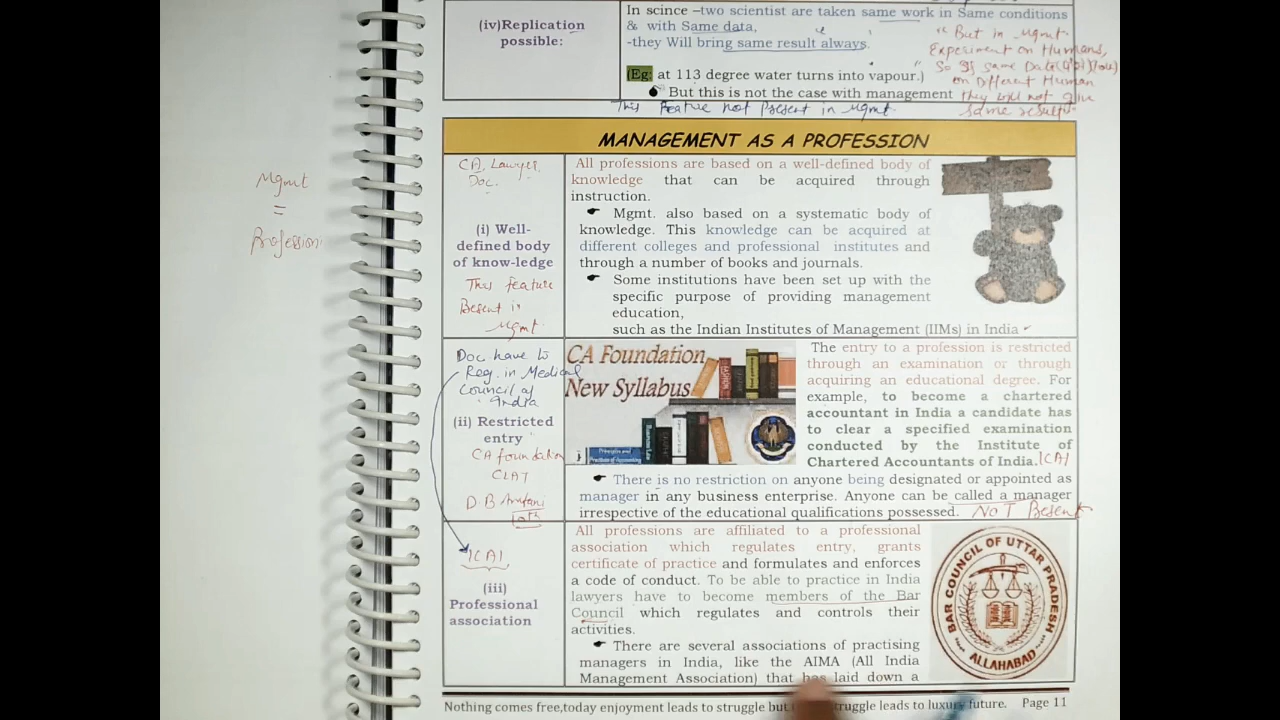 (iv)Replication
possible:
In scince –two scientist are taken same work in Same conditions
& with Same data,
-they Will bring same result always.
(Eg: at 113 degree water turns into vapour.)
But this is not the case with management
" But in Mgmt
Experiment on Humans,
So If same Data
on Different Human
they will not give
same results
This Feature not Present in Mgmt
MANAGEMENT AS A PROFESSION
Mgmt
=
Profession
CA, Lawyer,
Doc.
(i) Well-
defined body
of know-ledge
This feature
Present in
Mgmt
All professions are based on a well-defined body of
knowledge that can be acquired through
instruction.
Mgmt. also based on a systematic body of
knowledge. This knowledge can be acquired at
different colleges and professional institutes and
through a number of books and journals.
Some institutions have been set up with the
specific purpose of providing management
education,
such as the Indian Institutes of Management (IIMs) in India
Doc have to
Reg. in Medical
Council of
India
(ii) Restricted
entry
CA foundation
CLAT
D B Ambani
10th
CA Foundation
New Syllabus
Principles and
Practice of Accounting
Business Law
The entry to a profession is restricted
through an examination or through
acquiring an educational degree. For
example, to become a chartered
accountant in India a candidate has
to clear a specified examination
conducted by the Institute of
Chartered Accountants of India. ICAI
There is no restriction on anyone being designated or appointed as
manager in any business enterprise. Anyone can be called a manager
irrespective of the educational qualifications possessed. NOT Present
ICAI
(iii)
Professional
association
All professions are affiliated to a professional
association which regulates entry, grants
certificate of practice and formulates and enforces
a code of conduct. To be able to practice in India
lawyers have to become members of the Bar
Council which regulates and controls their
activities.
There are several associations of practising
managers in India, like the AIMA (All India
Management Association) that has laid down a
BAR COUNCIL OF UTTAR PRADESH
ALLAHABAD
Nothing comes free,today enjoyment leads to struggle but struggle leads to luxury future. Page 11